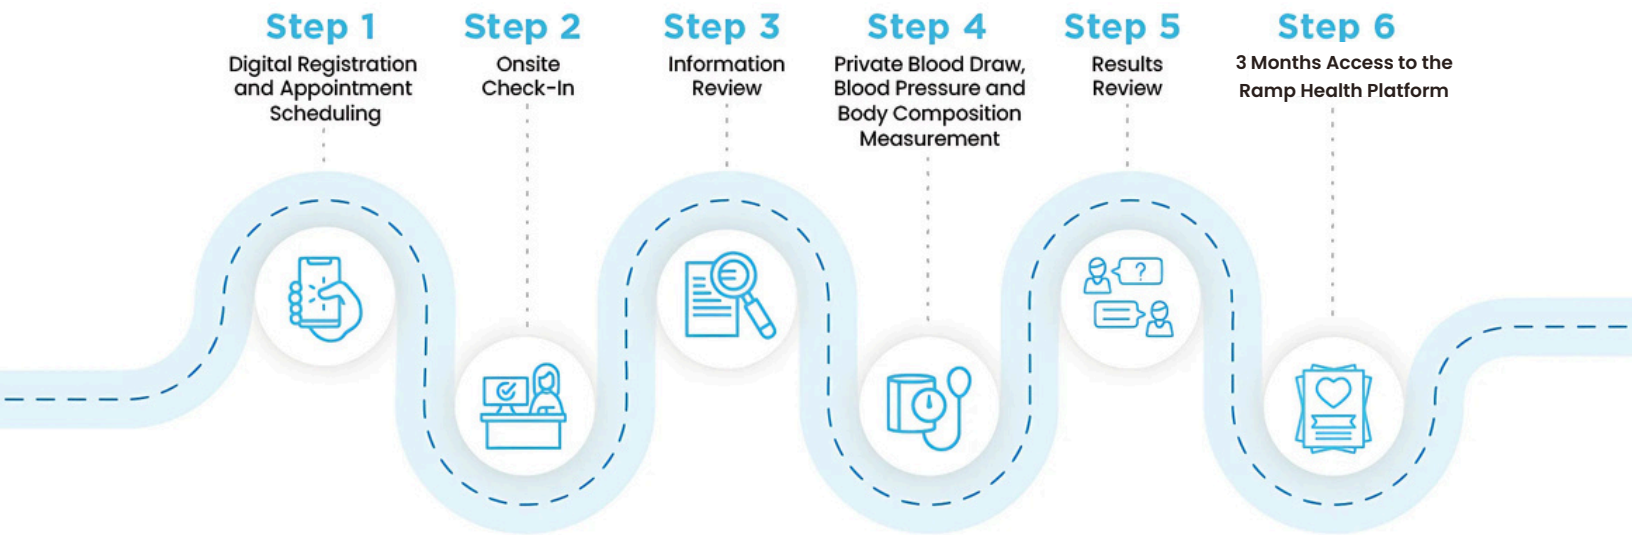 Step 1
Digital Registration
and Appointment
Scheduling
Step 2
Onsite
Check-In
Step 3
Information
Review
Step 4
Private Blood Draw,
Blood Pressure and
Body Composition
Measurement
Step 5
Results
Review
Step 6
3 Months Access to the
Ramp Health Platform
?